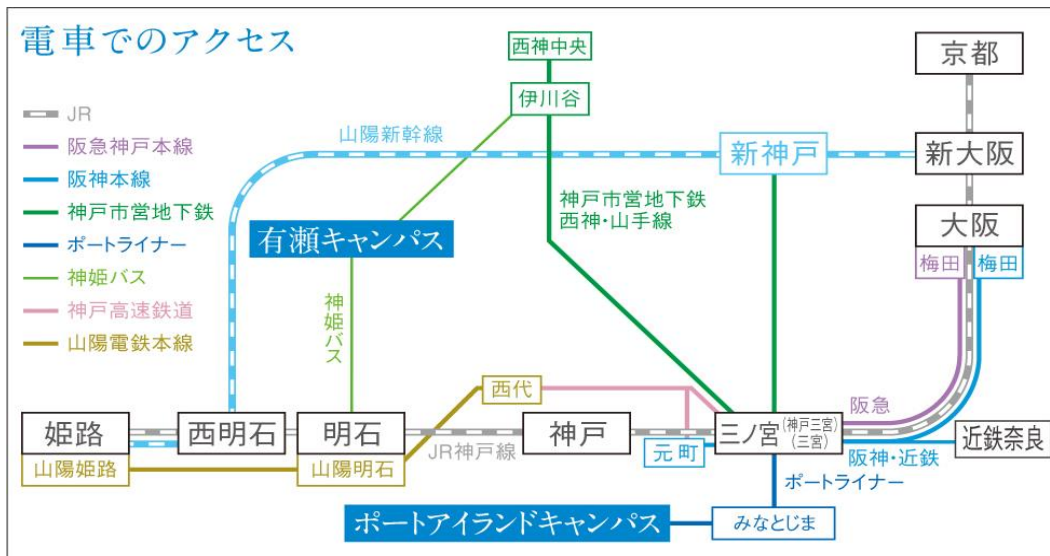 電車でのアクセス
JR
阪急神戸本線
阪神本線
神戸市営地下鉄
ポートライナー
神姫バス
神戸高速鉄道
山陽電鉄本線
西神中央
伊川谷
京都
山陽新幹線
新神戸
新大阪
神戸市営地下鉄
西神・山手線
有瀬キャンパス
大阪
梅田
梅田
神姫バス
西代
阪急
姫路
西明石
明石
神戸
三ノ宮
(神戸三宮)
(三宮)
近鉄奈良
山陽姫路
山陽明石
JR神戸線
元町
阪神・近鉄
ポートライナー
ポートアイランドキャンパス
みなとじま